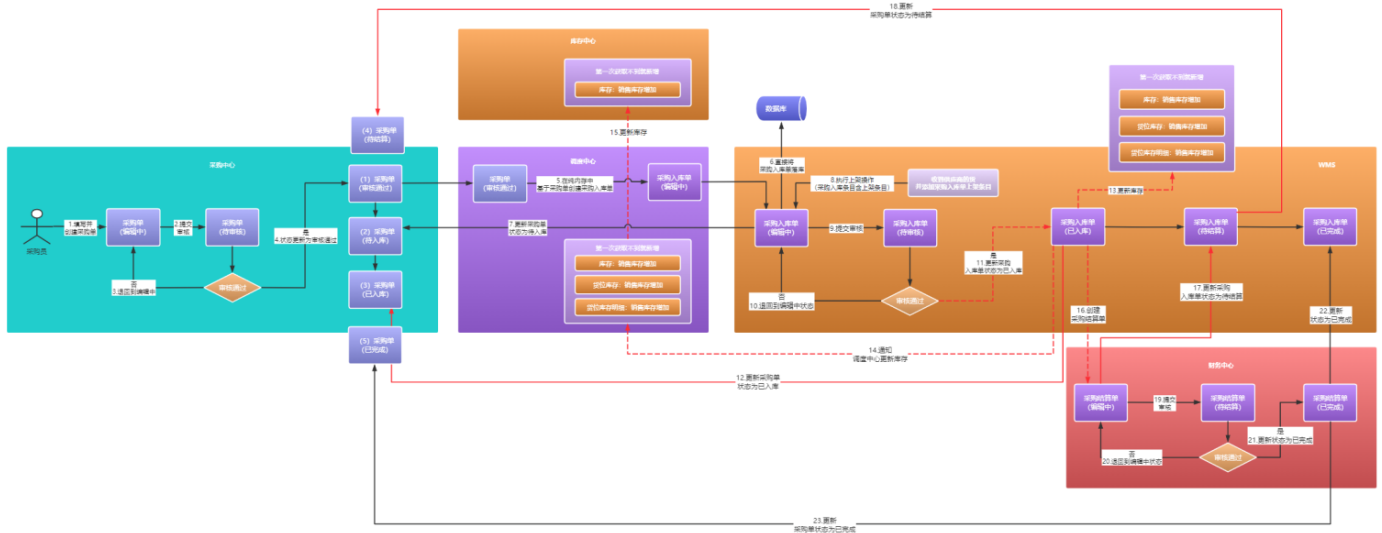 18.更新
采购单状态为待结算
库存中心
第一次获取不到就新增
库存：销售库存增加
15.更新库存
数据库
第一次获取不到就新增
库存：销售库存增加
货位库存：销售库存增加
货位库存明细：销售库存增加
13.更新库存
采购中心
(4) 采购单
(待结算)
(1) 采购单
(审核通过)
(2) 采购单
(待入库)
(3) 采购单
(已入库)
(5) 采购单
(已完成)
采购员
1.填写并
创建采购单
采购单
(编辑中)
2.提交
审核
采购单
(待审核)
审核通过
否
3.退回到编辑中
是
4.状态更新为审核通过
调度中心
采购单
(审核通过)
5.在纯内存中
基于采购单创建采购入库单
采购入库单
(编辑中)
7.更新采购单
状态为待入库
第一次获取不到就新增
库存：销售库存增加
货位库存：销售库存增加
货位库存明细：销售库存增加
14.通知
调度中心更新库存
12.更新采购单
状态为已入库
WMS
6.直接将
采购入库单落库
8.执行上架操作
(采购入库条目含上架条目)
采购入库单
(编辑中)
9.提交审核
采购入库单
(待审核)
审核通过
否
10.退回到编辑中状态
是
11.更新采购
入库单状态为已入库
采购入库单
(已入库)
采购入库单
(待结算)
采购入库单
(已完成)
16.创建
采购结算单
17.更新采购
入库单状态为待结算
22.更新
状态为已完成
财务中心
采购结算单
(编辑中)
19.提交
审核
采购结算单
(待结算)
采购结算单
(已完成)
审核通过
否
20.退回到编辑中状态
是
21.更新状态为已完成
23.更新
采购单状态为已完成